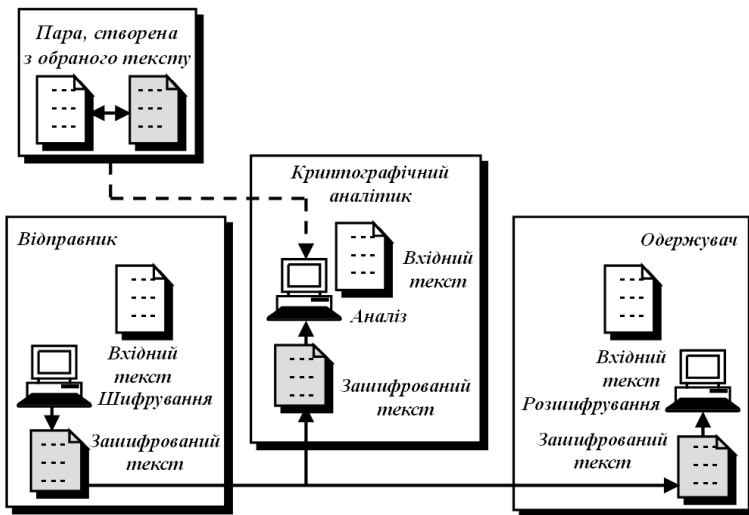 Пара, створена
з обраного тексту
Криптографічний
аналітик
Вхідний
текст
Аналіз
Зашифрований
текст
Відправник
Вхідний
текст
Шифрування
Зашифрований
текст
Одержувач
Вхідний
текст
Розшифрування
Зашифрований
текст